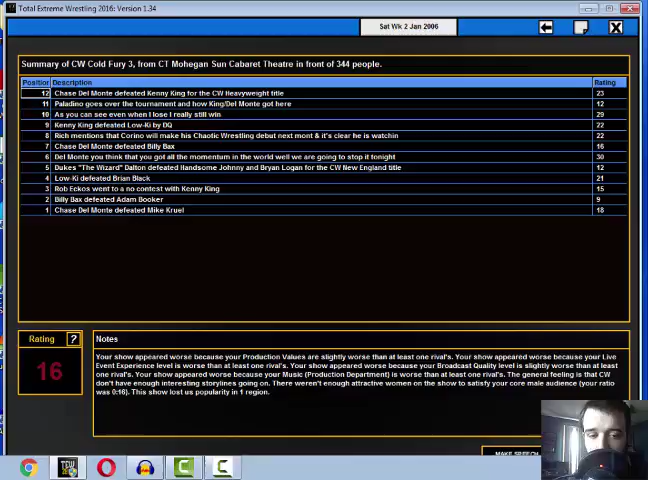 Total Extreme Wrestling 2016: Version 1.34
Sat Wk 2 Jan 2006
Summary of CW Cold Fury 3, from CT Mohegan Sun Cabaret Theatre in front of 344 people.
Position Description Rating
12 Chase Del Monte defeated Kenny King for the CW Heavyweight title 23
11 Paladino goes over the tournament and how King/Del Monte got here 12
10 As you can see even when I lose I really still win 29
9 Kenny King defeated Low-Ki by DQ 22
8 Rich mentions that Corino will make his Chaotic Wrestling debut next mont & it's clear he is watchin 22
7 Chase Del Monte defeated Billy Bax 16
6 Del Monte you think that you got all the momentum in the world well we are going to stop it tonight 30
5 Dukes "The Wizard" Dalton defeated Handsome Johnny and Bryan Logan for the CW New England title 12
4 Low-Ki defeated Brian Black 21
3 Rob Eckos went to a no contest with Kenny King 15
2 Billy Bax defeated Adam Booker 9
1 Chase Del Monte defeated Mike Kruel 18
Rating ?
16
Notes
Your show appeared worse because your Production Values are slightly worse than at least one rival's. Your show appeared worse because your Live
Event Experience level is worse than at least one rival's. Your show appeared worse because your Broadcast Quality level is slightly worse than at least
one rival's. Your show appeared worse because your Music (Production Department) is worse than at least one rival's. The general feeling is that CW
don't have enough interesting storylines going on. There weren't enough attractive women on the show to satisfy your core male audience (your ratio
was 0:16). This show lost us popularity in 1 region.
MAKE SPEECH